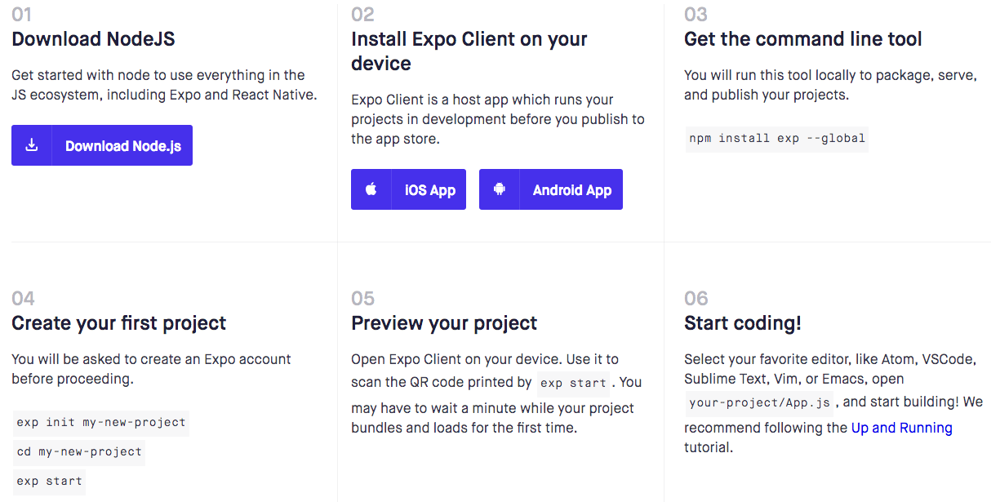 01
Download NodeJS
Get started with node to use everything in the
JS ecosystem, including Expo and React Native.
Download Node.js
02
Install Expo Client on your
device
Expo Client is a host app which runs your
projects in development before you publish to
the app store.
iOS App
Android App
03
Get the command line tool
You will run this tool locally to package, serve,
and publish your projects.
npm install exp --global
04
Create your first project
You will be asked to create an Expo account
before proceeding.
exp init my-new-project
cd my-new-project
exp start
05
Preview your project
Open Expo Client on your device. Use it to
scan the QR code printed by exp start. You
may have to wait a minute while your project
bundles and loads for the first time.
06
Start coding!
Select your favorite editor, like Atom, VSCode,
Sublime Text, Vim, or Emacs, open
your-project/App.js, and start building! We
recommend following the Up and Running
tutorial.